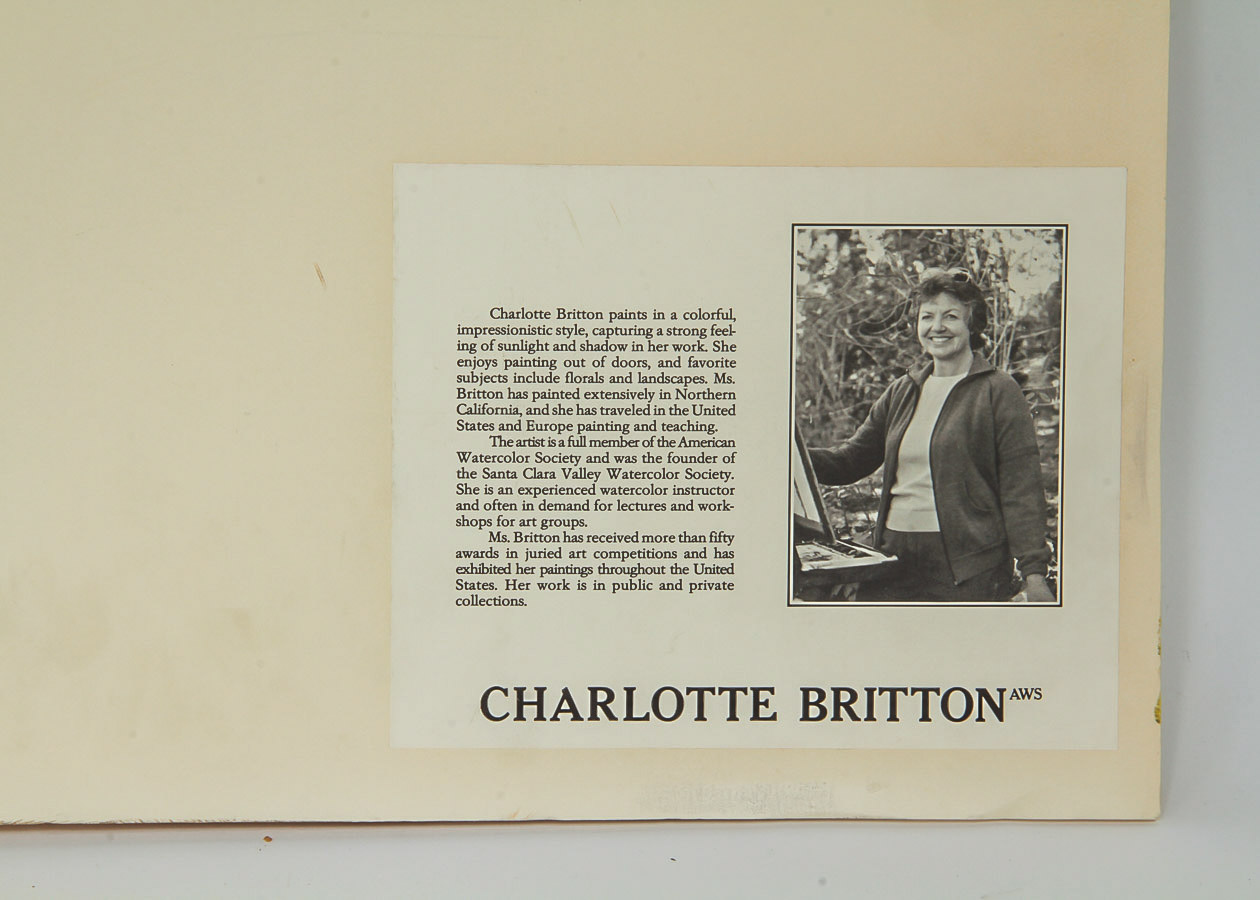 Charlotte Britton paints in a colorful,
impressionistic style, capturing a strong feel-
ing of sunlight and shadow in her work. She
enjoys painting out of doors, and favorite
subjects include florals and landscapes. Ms.
Britton has painted extensively in Northern
California, and she has traveled in the United
States and Europe painting and teaching.
The artist is a full member of the American
Watercolor Society and was the founder of
the Santa Clara Valley Watercolor Society.
She is an experienced watercolor instructor
and often in demand for lectures and work-
shops for art groups.
Ms. Britton has received more than fifty
awards in juried art competitions and has
exhibited her paintings throughout the United
States. Her work is in public and private
collections.
CHARLOTTE BRITTON AWS